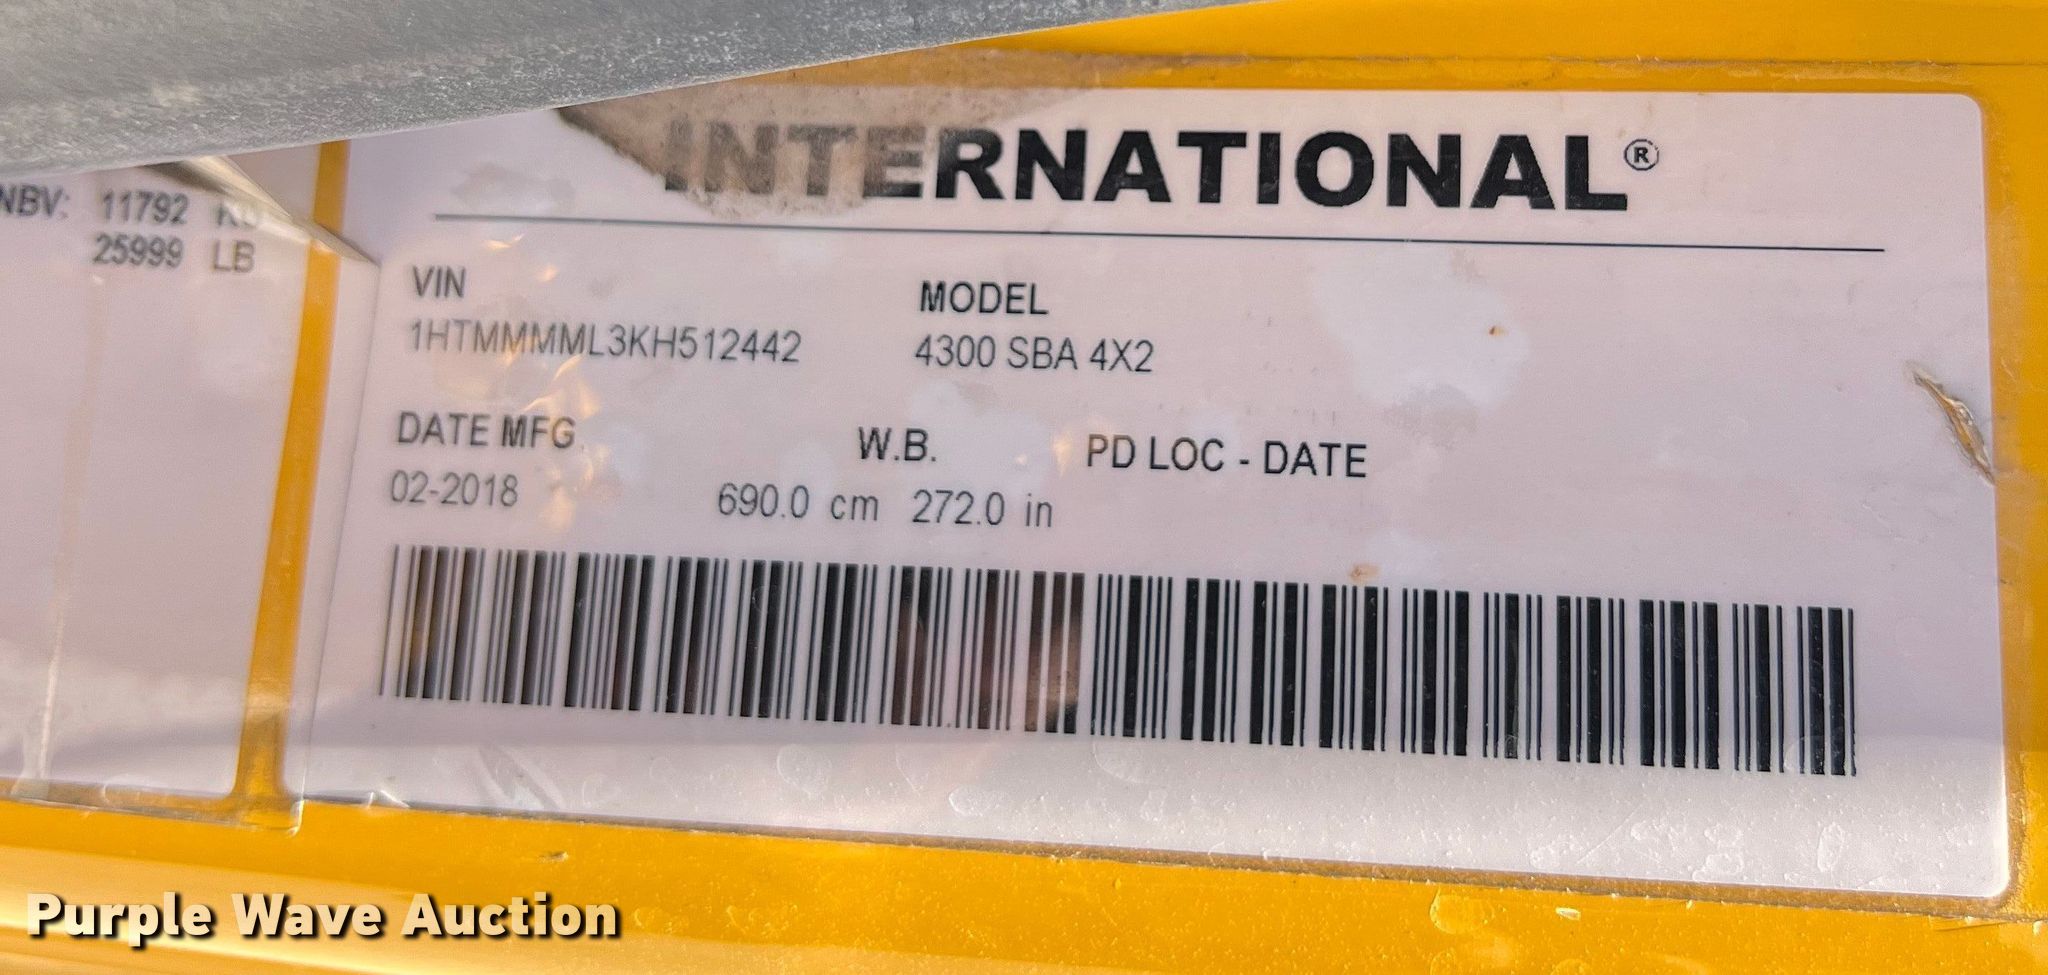 INTERNATIONAL®
NBV: 11792 KG
25999 LB
VIN
1HTMMMML3KH512442
MODEL
4300 SBA 4X2
DATE MFG.
02-2018
W.B.
690.0 cm 272.0 in
PD LOC - DATE
Purple Wave Auction